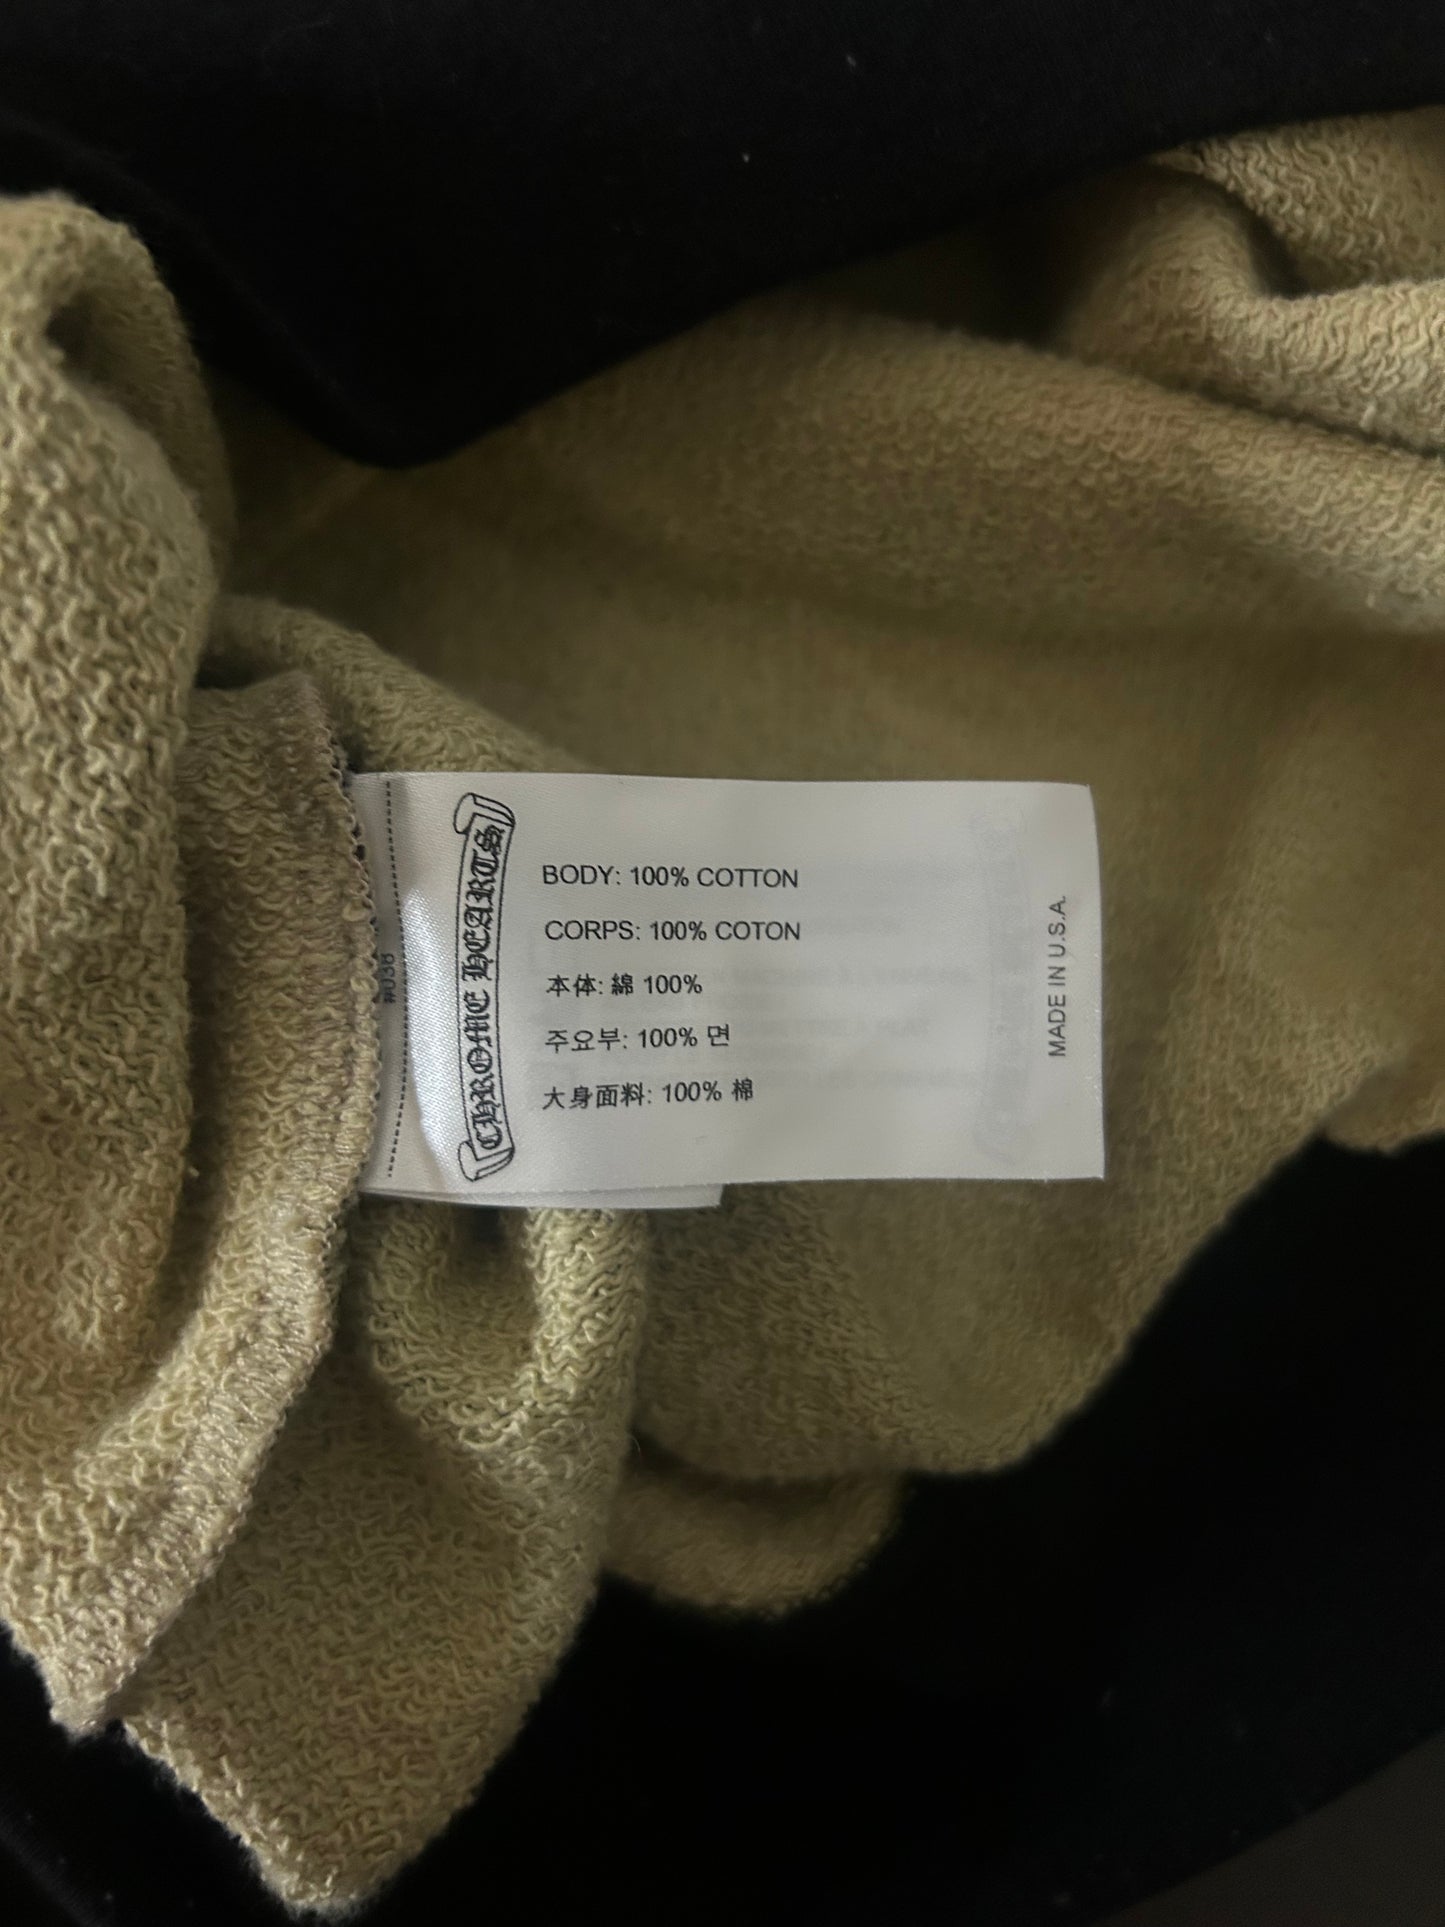 CHROME HEARTS
BODY: 100% COTTON
CORPS: 100% COTON
本体: 綿 100%
주요부: 100% 면
大身面料: 100% 棉
MADE IN U.S.A.
#038